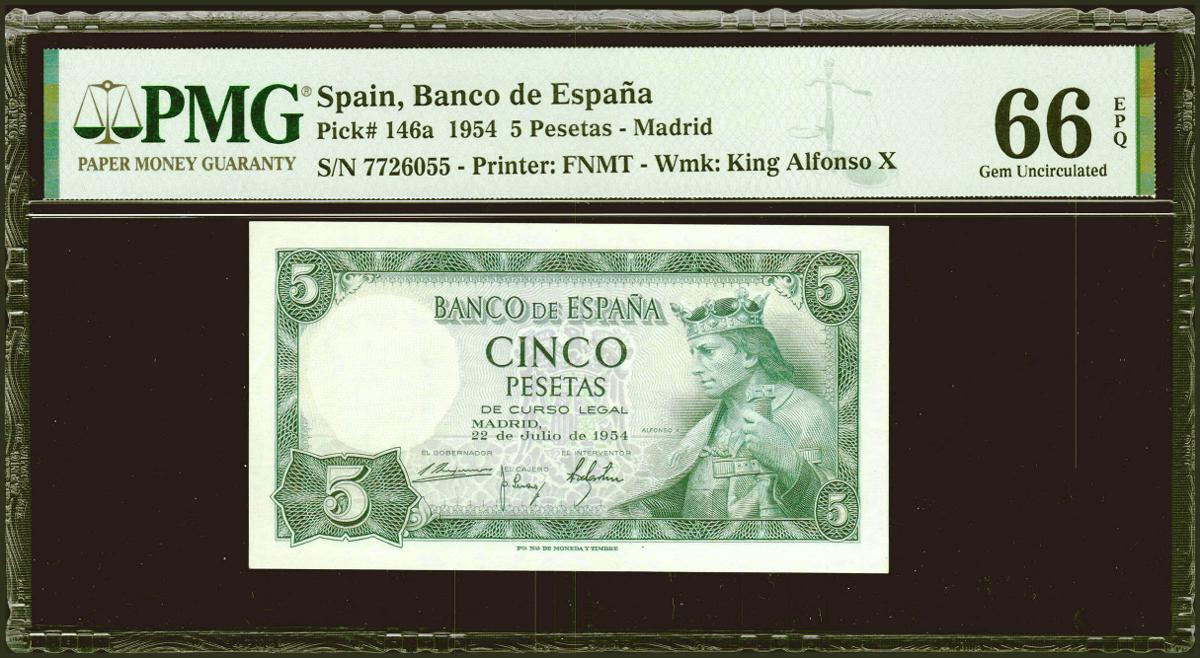 PMG®
PAPER MONEY GUARANTY
Spain, Banco de España
Pick# 146a 1954 5 Pesetas - Madrid
S/N 7726055 - Printer: FNMT - Wmk: King Alfonso X
66
EPQ
Gem Uncirculated
5
5
BANCO DE ESPAÑA
CINCO
PESETAS
DE CURSO LEGAL
MADRID,
22 de Julio de 1954
ALFONSO X
EL GOBERNADOR
EL INTERVENTOR
EL CAJERO
5
5
Fca. Nal. DE MONEDA Y TIMBRE